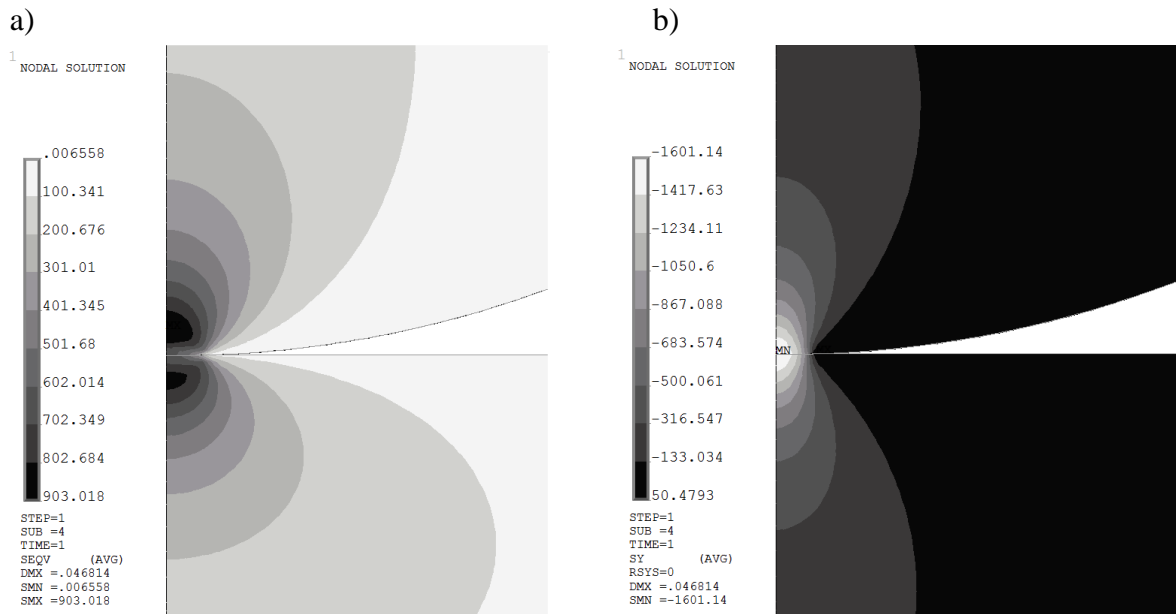 a)
1
NODAL SOLUTION
.006558
100.341
200.676
301.01
401.345
501.68
602.014
702.349
802.684
903.018
STEP=1
SUB =4
TIME=1
SEQV (AVG)
DMX =.046814
SMN =.006558
SMX =903.018
MX
b)
1
NODAL SOLUTION
-1601.14
-1417.63
-1234.11
-1050.6
-867.088
-683.574
-500.061
-316.547
-133.034
50.4793
STEP=1
SUB =4
TIME=1
SY (AVG)
RSYS=0
DMX =.046814
SMN =-1601.14
MN